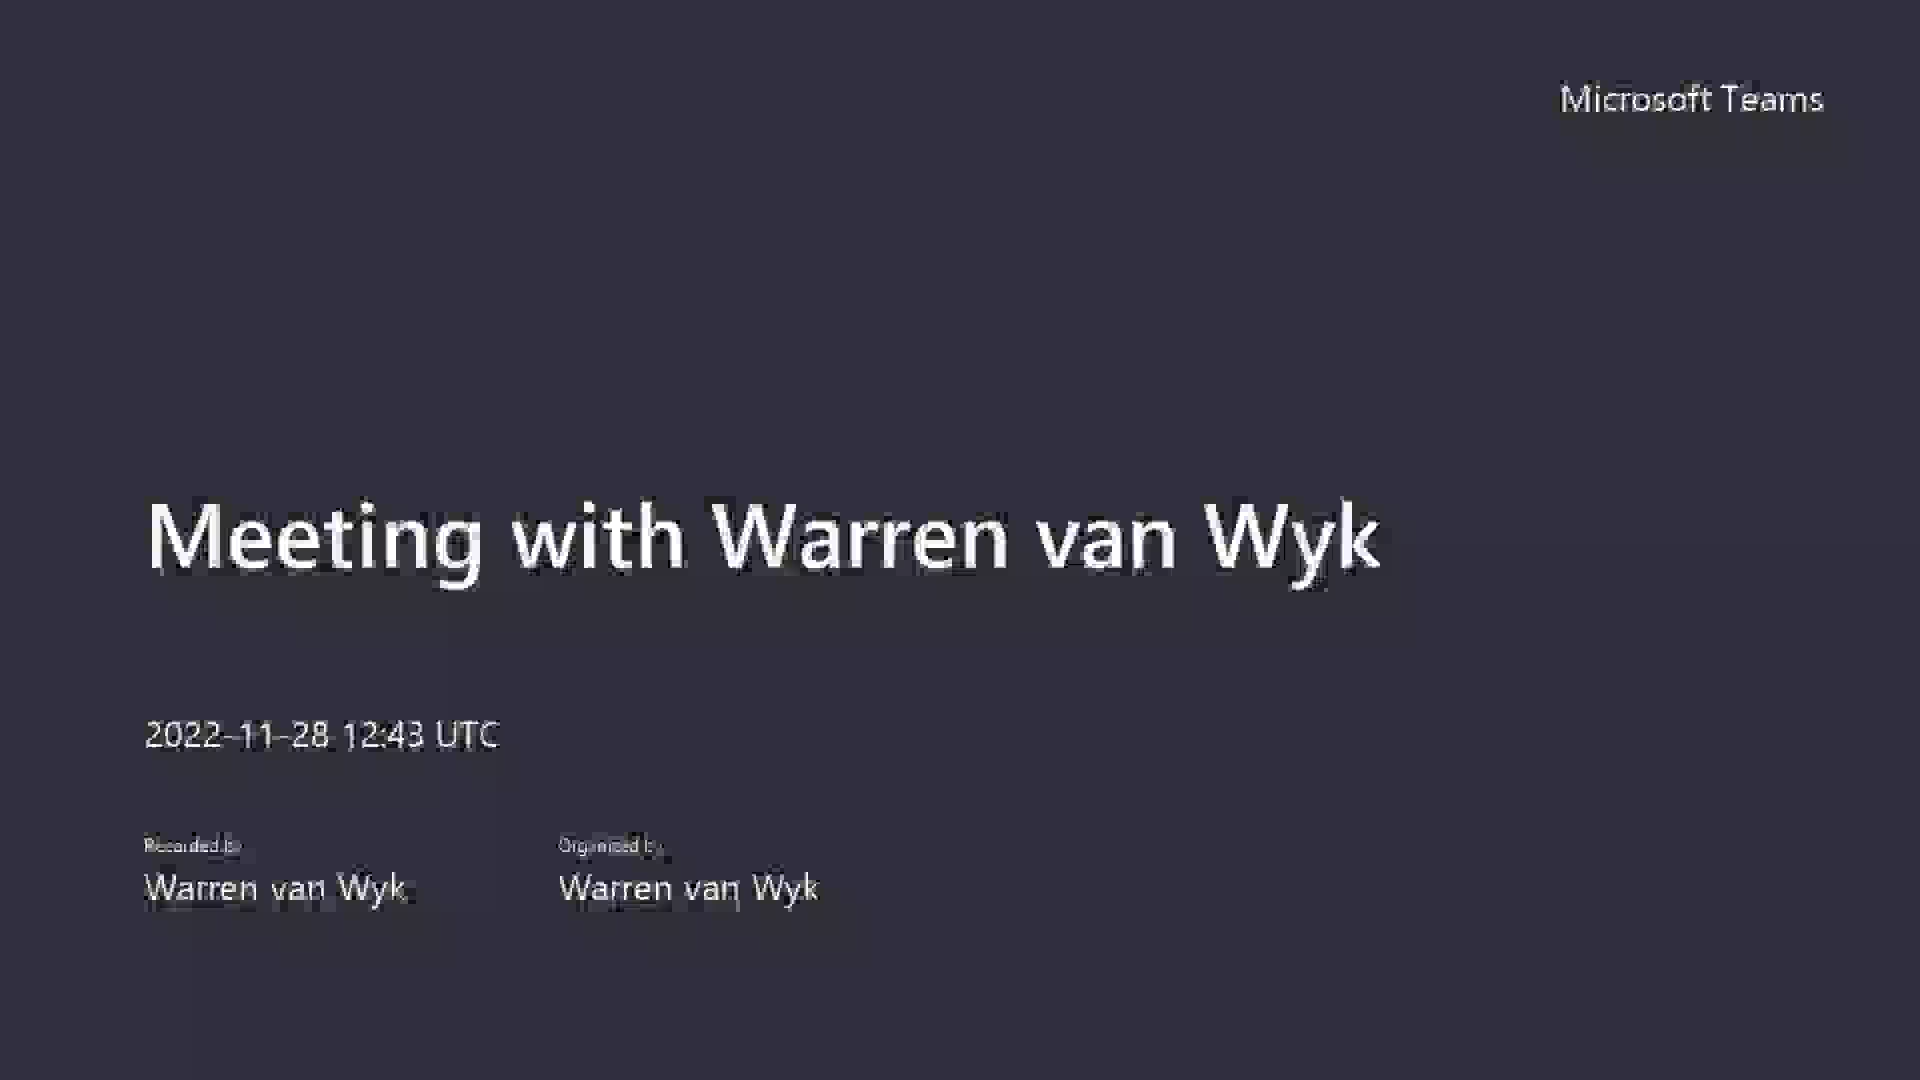 Microsoft Teams
Meeting with Warren van Wyk
2022-11-28 12:43 UTC
Recorded by
Organized by
Warren van Wyk
Warren van Wyk